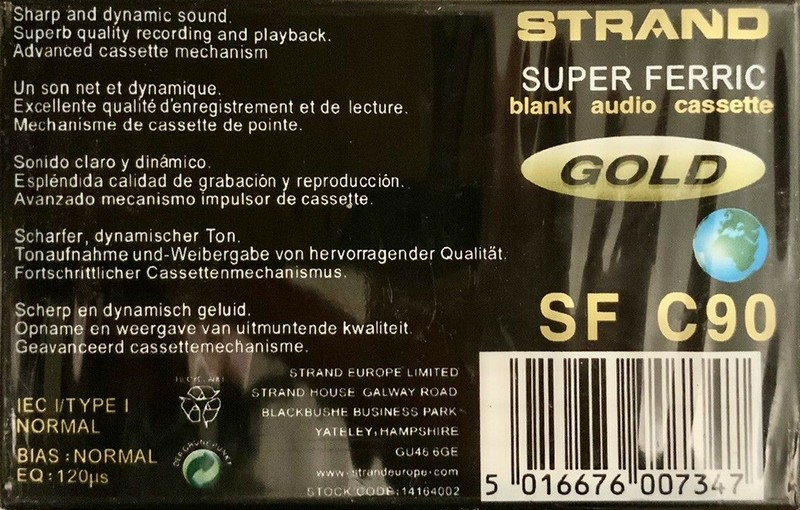 Sharp and dynamic sound.
Superb quality recording and playback.
Advanced cassette mechanism
Un son net et dynamique.
Excellente qualité d'enregistrement et de lecture.
Mechanisme de cassette de pointe.
Sonido claro y dinámico.
Espléndida calidad de grabación y reproducción.
Avanzado mecanismo impulsor de cassette.
Scharfer, dynamischer Ton.
Tonaufnahme und-Weibergabe von hervorragender Qualität.
Fortschrittlicher Cassettenmechanismus.
Scherp en dynamisch geluid.
Opname en weergave van uitmuntende kwaliteit.
Geavanceerd cassettemechanisme.
IEC I/TYPE I
NORMAL
BIAS : NORMAL
EQ : 120µs
RECYCLABLE
DER GRÜNE PUNKT
STRAND EUROPE LIMITED
STRAND HOUSE GALWAY ROAD
BLACKBUSHE BUSINESS PARK
YATELEY, HAMPSHIRE
GU46 6GE
www.strandeurope.com
STOCK CODE:14164002
STRAND
SUPER FERRIC
blank audio cassette
GOLD
SF C90
5 016676 007347